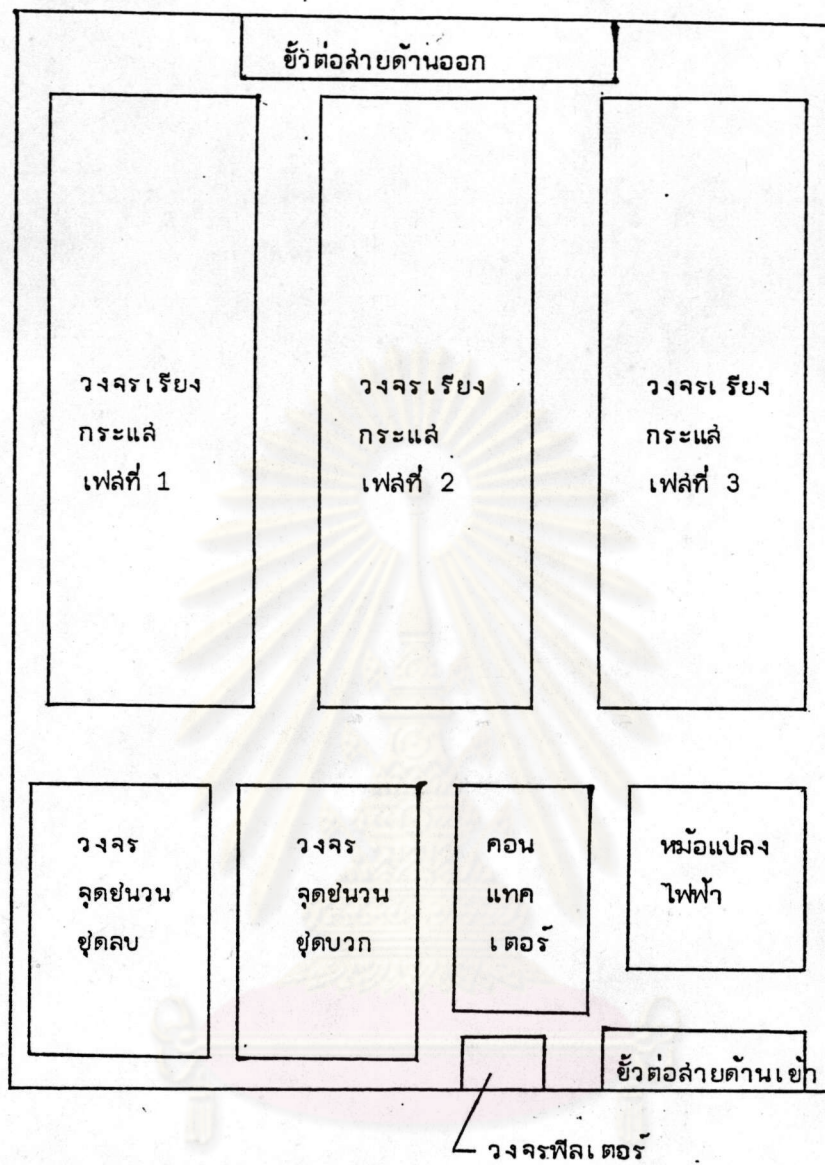 ขั้วต่อสายด้านออก
วงจรเรียง
กระแส
เฟสที่ 1
วงจรเรียง
กระแส
เฟสที่ 2
วงจรเรียง
กระแส
เฟสที่ 3
วงจร
จุดชนวน
ชุดลบ
วงจร
จุดชนวน
ชุดบวก
คอน
แทค
เตอร์
หม้อแปลง
ไฟฟ้า
ขั้วต่อสายด้านเข้า
วงจรฟิลเตอร์